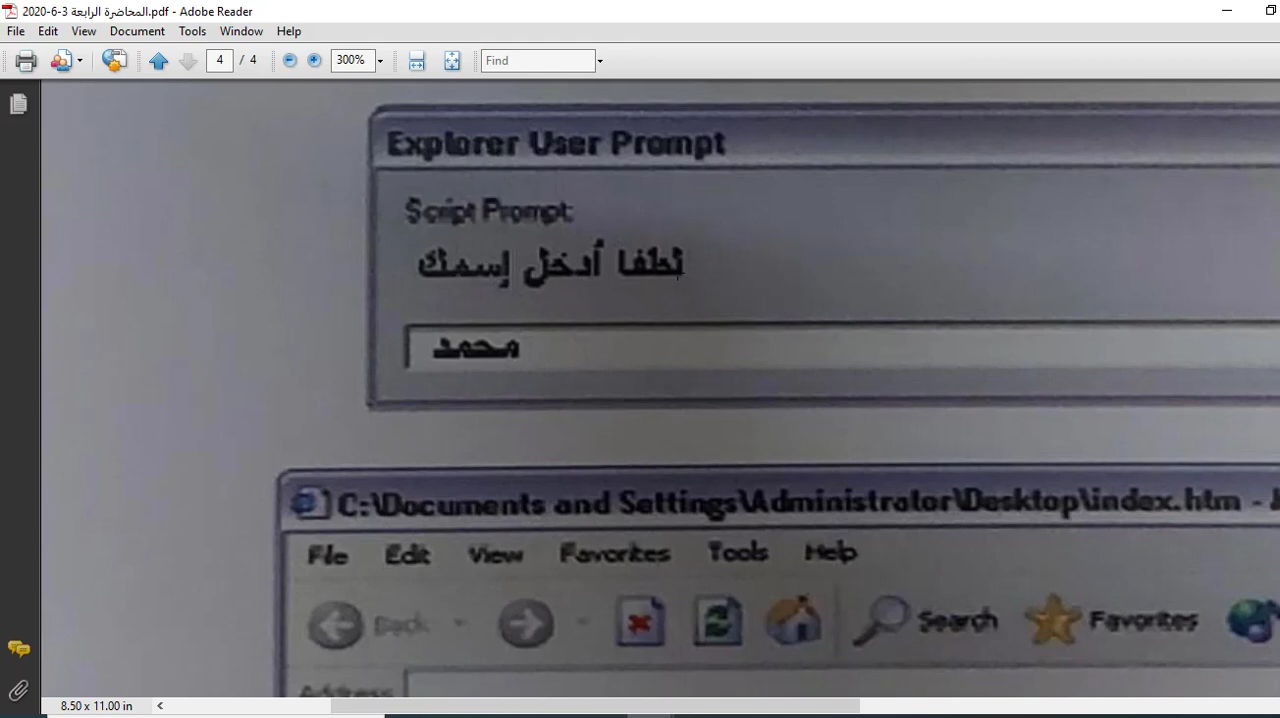 المحاضرة الرابعة 3-6-2020.pdf - Adobe Reader
File Edit View Document Tools Window Help
4 / 4 300% Find
Explorer User Prompt
Script Prompt:
لطفا أدخل إسمك
محمد
C:\Documents and Settings\Administrator\Desktop\index.htm -
File Edit View Favorites Tools Help
Back Search Favorites
Address
8.50 x 11.00 in